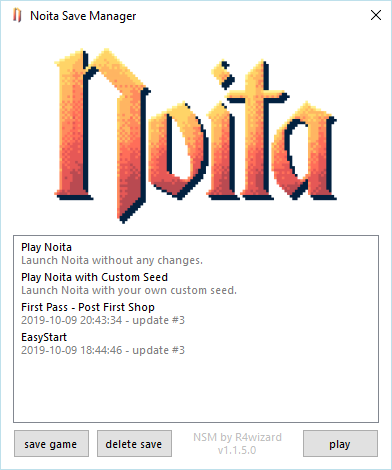 Noita Save Manager
Noita
Play Noita
Launch Noita without any changes.
Play Noita with Custom Seed
Launch Noita with your own custom seed.
First Pass - Post First Shop
2019-10-09 20:43:34 - update #3
EasyStart
2019-10-09 18:44:46 - update #3
save game
delete save
NSM by R4wizard
v1.1.5.0
play